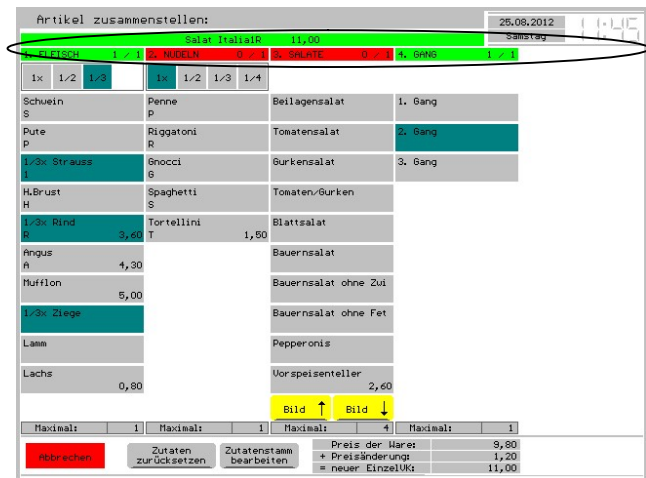 Artikel zusammenstellen:
25.08.2012
11:45
Samstag
Salat Italia1R 11,00
1. FLEISCH 1 / 1 2. NUDELN 0 / 1 3. SALATE 0 / 1 4. GANG 1 / 1
1x 1/2 1/3 1x 1/2 1/3 1/4
Schwein Penne Beilagensalat 1. Gang
S P
Pute Riggatoni Tomatensalat 2. Gang
P R
1/3x Strauss Gnocci Gurkensalat 3. Gang
1 G
H.Brust Spaghetti Tomaten/Gurken
H S
1/3x Rind Tortellini Blattsalat
R 3,60 T 1,50
Angus Bauernsalat
A 4,30
Mufflon Bauernsalat ohne Zwi
5,00
1/3x Ziege Bauernsalat ohne Fet
Lamm Pepperonis
Lachs Vorspeisenteller
0,80 2,60
Bild ↑ Bild ↓
Maximal: 1 Maximal: 1 Maximal: 4 Maximal: 1
Abbrechen Zutaten zurücksetzen Zutatenstamm bearbeiten
Preis der Ware: 9,80
+ Preisänderung: 1,20
= neuer EinzelVK: 11,00